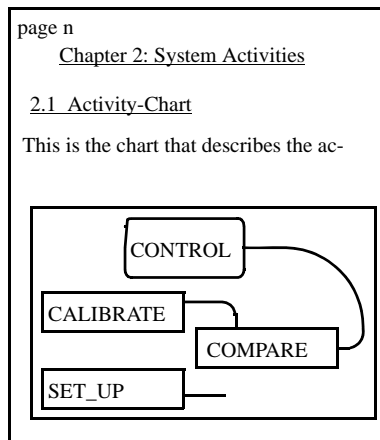 page n
Chapter 2: System Activities
2.1 Activity-Chart
This is the chart that describes the ac-
CONTROL
CALIBRATE
COMPARE
SET_UP